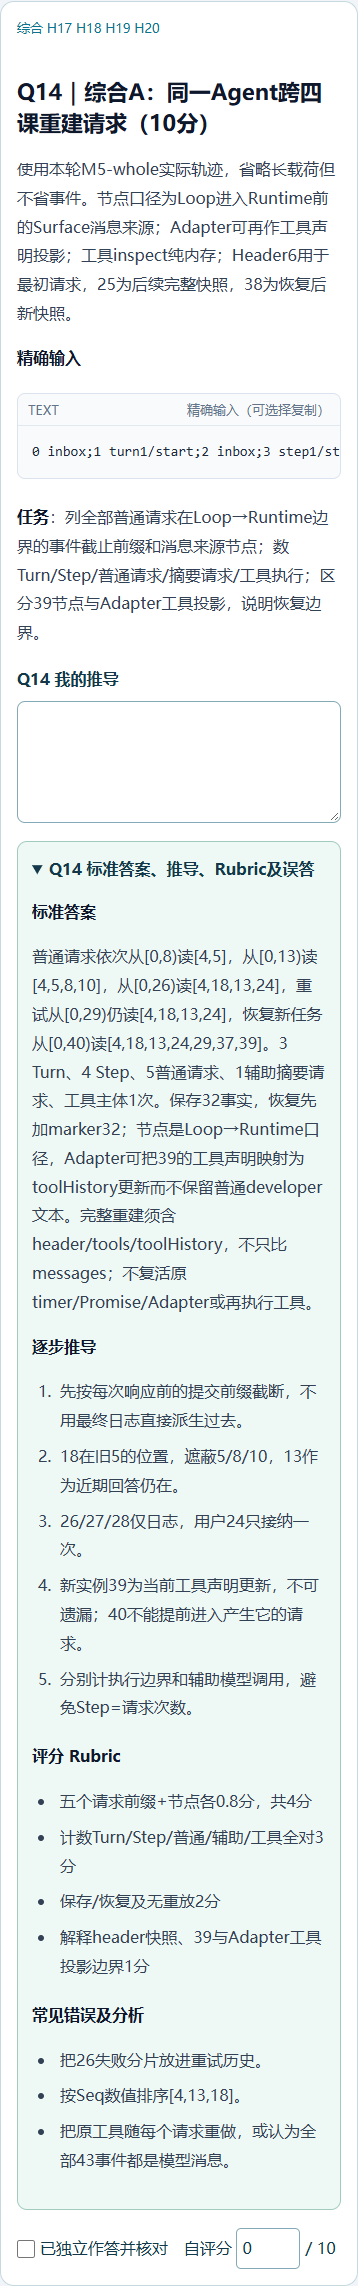 综合 H17 H18 H19 H20
Q14｜综合A：同一Agent跨四
课重建请求（10分）
使用本轮M5-whole实际轨迹，省略长载荷但
不省事件。节点口径为Loop进入Runtime前
的Surface消息来源；Adapter可再作工具声
明投影；工具inspect纯内存；Header6用于
最初请求，25为后续完整快照，38为恢复后
新快照。
精确输入
TEXT 精确输入（可选择复制）
0 inbox;1 turn1/start;2 inbox;3 step1/st
任务：列全部普通请求在Loop→Runtime边
界的事件截止前缀和消息来源节点；数
Turn/Step/普通请求/摘要请求/工具执行；区
分39节点与Adapter工具投影，说明恢复边
界。
Q14 我的推导
▼ Q14 标准答案、推导、Rubric及误答
标准答案
普通请求依次从[0,8)读[4,5]，从[0,13)读
[4,5,8,10]，从[0,26)读[4,18,13,24]，重
试从[0,29)仍读[4,18,13,24]，恢复新任务
从[0,40)读[4,18,13,24,29,37,39]。3
Turn、4 Step、5普通请求、1辅助摘要请
求、工具主体1次。保存32事实，恢复先
加marker32；节点是Loop→Runtime口
径，Adapter可把39的工具声明映射为
toolHistory更新而不保留普通developer
文本。完整重建须含
header/tools/toolHistory，不只比
messages；不复活原
timer/Promise/Adapter或再执行工具。
逐步推导
1. 先按每次响应前的提交前缀截断，不
用最终日志直接派生过去。
2. 18在旧5的位置，遮蔽5/8/10，13作
为近期回答仍在。
3. 26/27/28仅日志，用户24只接纳一
次。
4. 新实例39为当前工具声明更新，不可
遗漏；40不能提前进入产生它的请
求。
5. 分别计执行边界和辅助模型调用，避
免Step=请求次数。
评分 Rubric
• 五个请求前缀+节点各0.8分，共4分
• 计数Turn/Step/普通/辅助/工具全对3
分
• 保存/恢复及无重放2分
• 解释header快照、39与Adapter工具
投影边界1分
常见错误及分析
• 把26失败分片放进重试历史。
• 按Seq数值排序[4,13,18]。
• 把原工具随每个请求重做，或认为全
部43事件都是模型消息。
已独立作答并核对 自评分 0 / 10